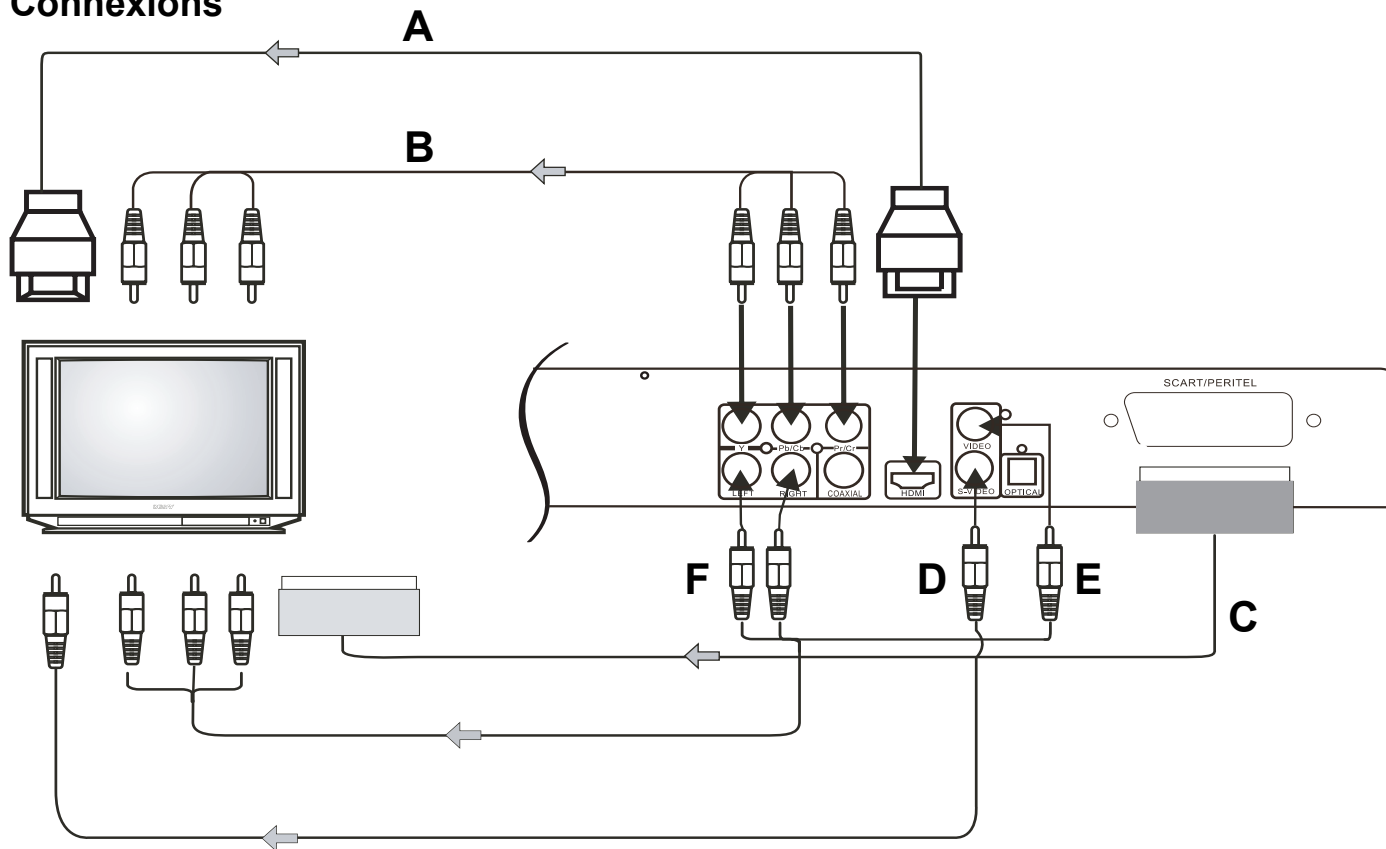 Connexions
A
B
SCART/PERITEL
VIDEO
Y Pb/Cb Pr/Cr
LEFT RIGHT COAXIAL HDMI S-VIDEO OPTICAL
F D E
C